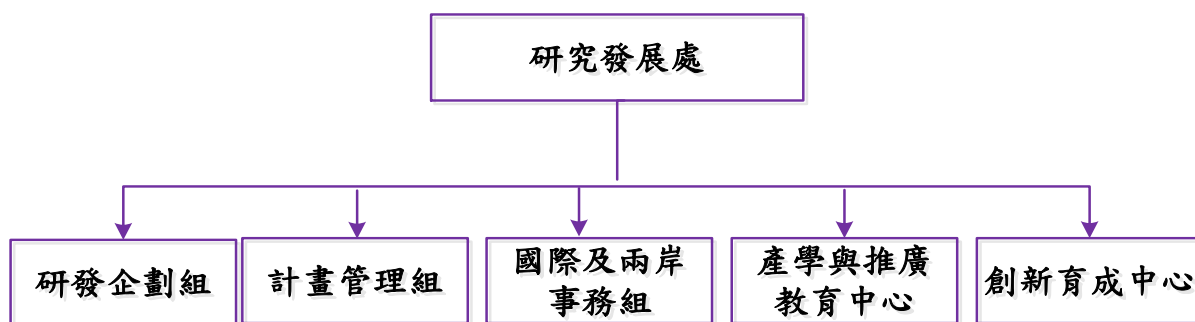 研究發展處
研發企劃組
計畫管理組
國際及兩岸
事務組
產學與推廣
教育中心
創新育成中心